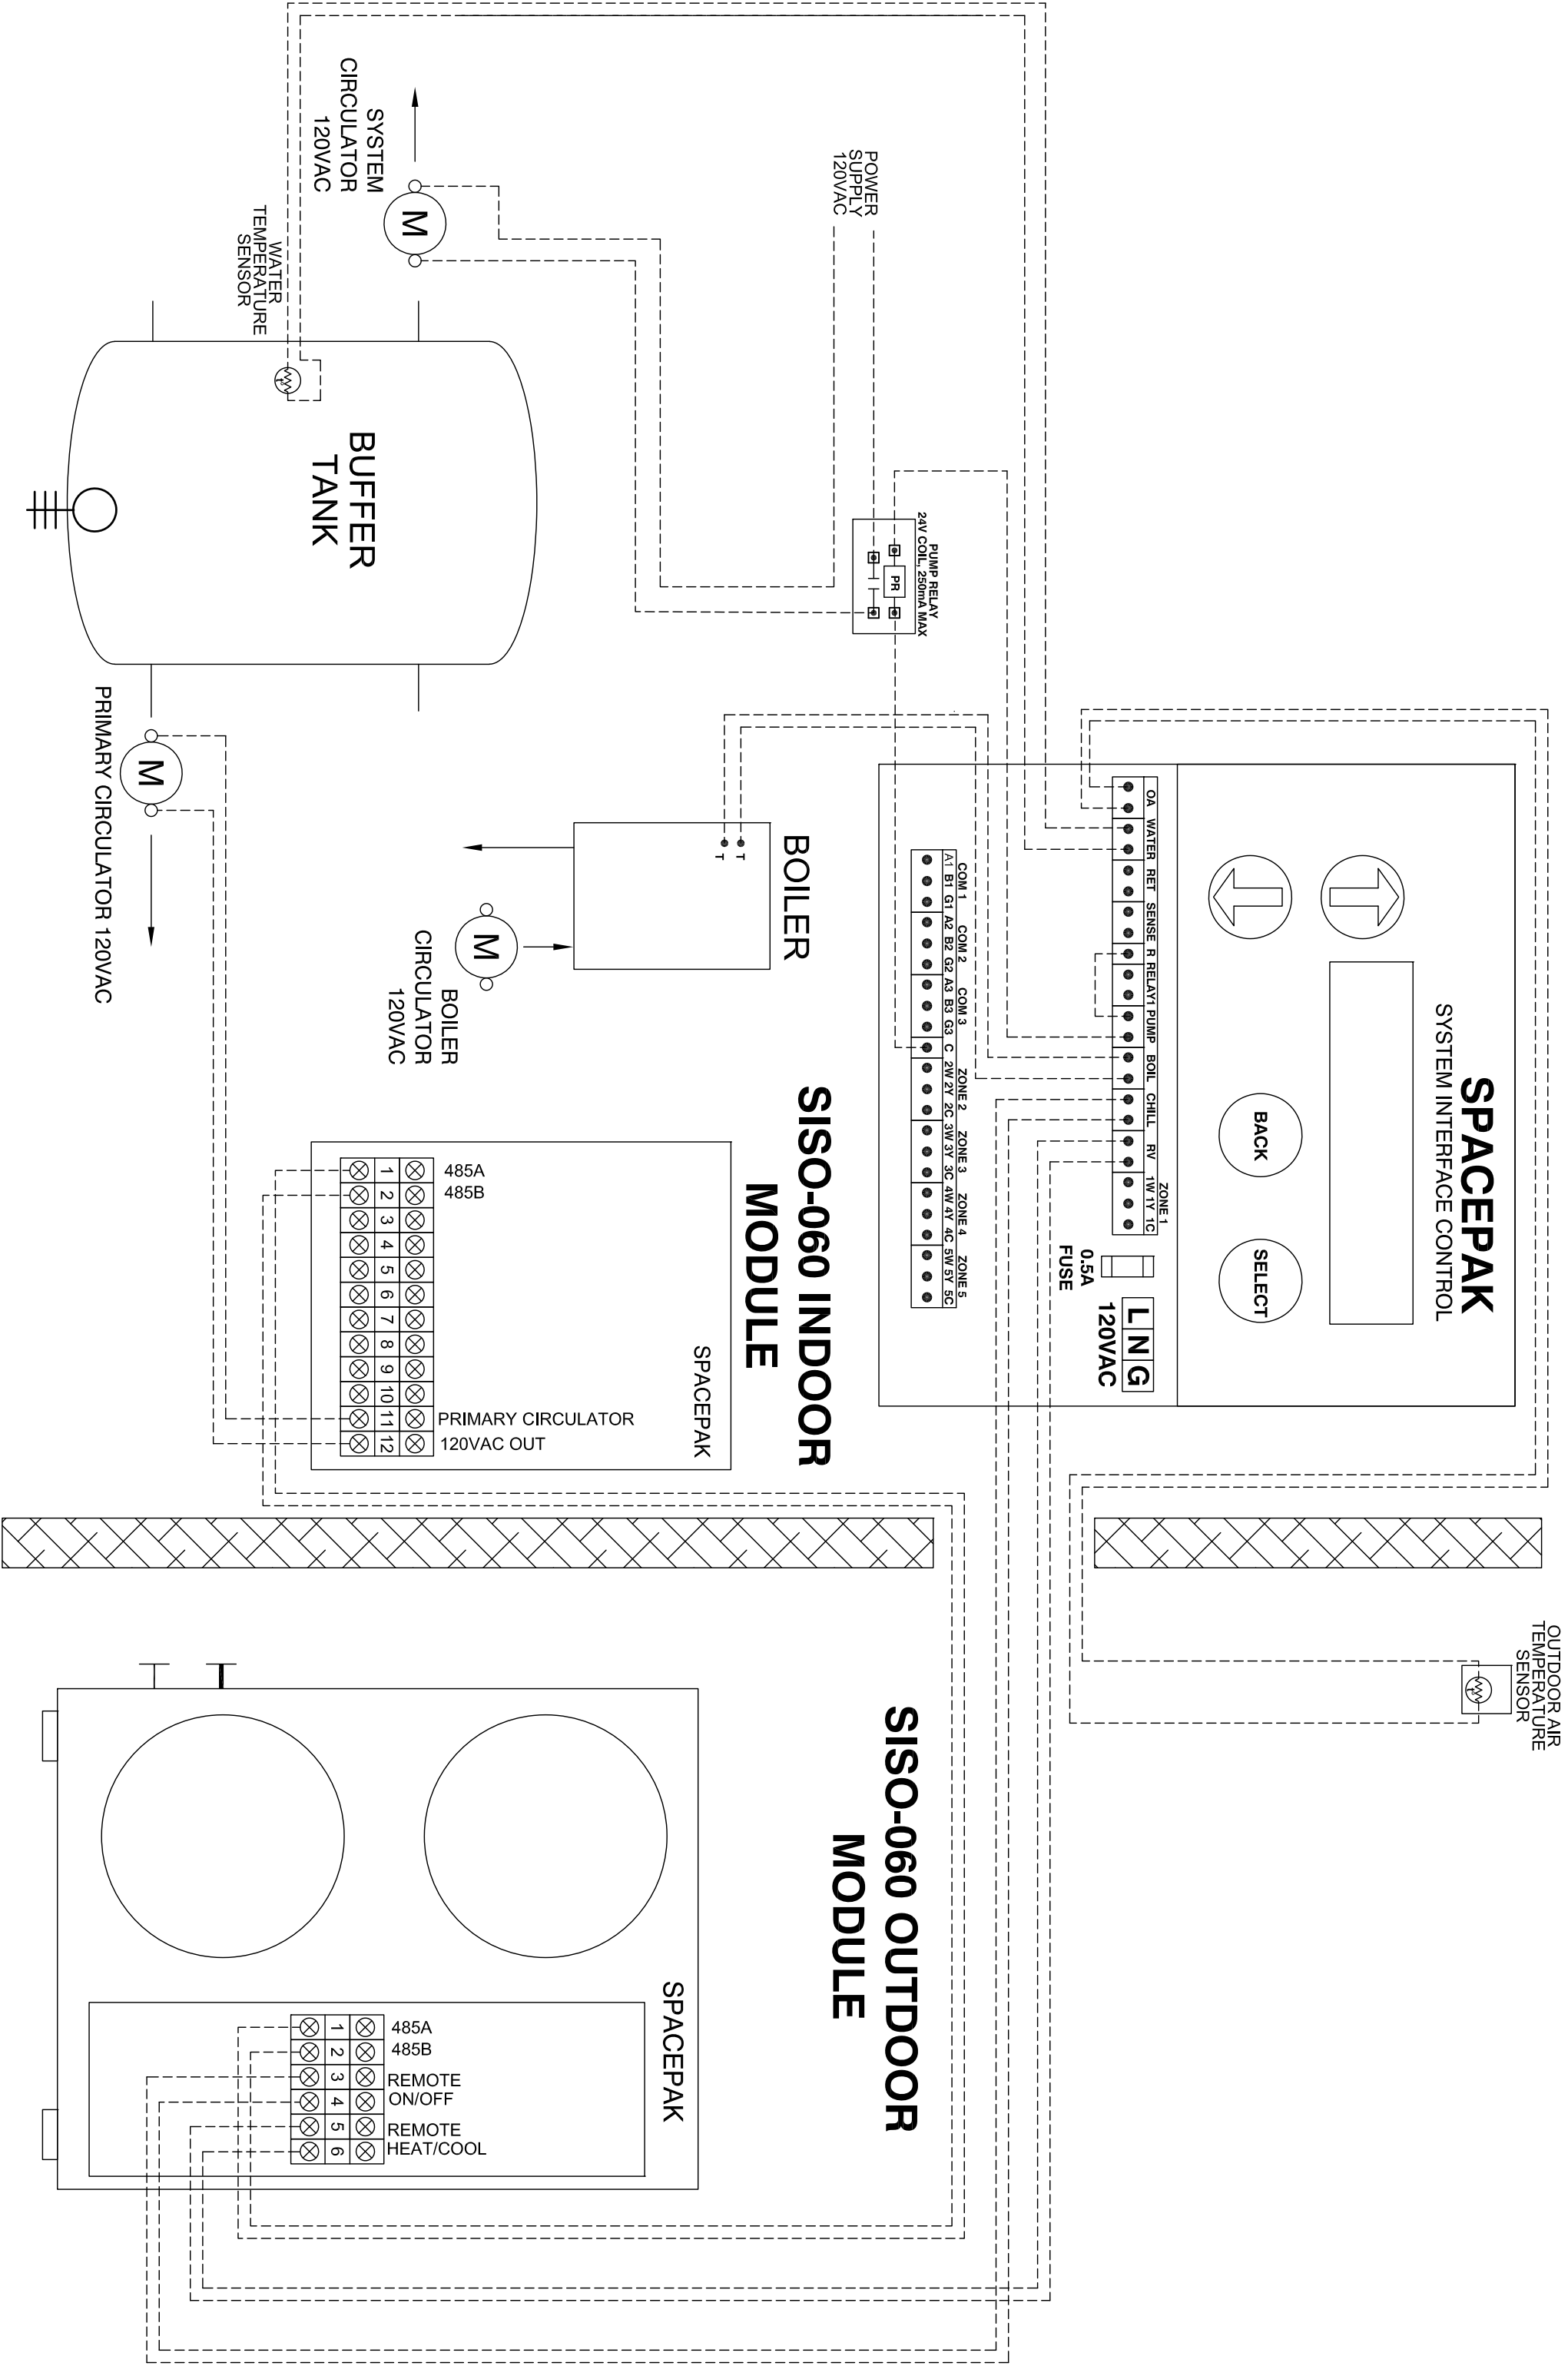 OUTDOOR AIR
TEMPERATURE
SENSOR
SPACEPAK
SYSTEM INTERFACE CONTROL
BACK
SELECT
OA WATER RET SENSE R RELAY1 PUMP BOIL CHILL RV 1W 1Y 1C
ZONE 1
0.5A
FUSE
L N G
120VAC
COM 1 COM 2 COM 3 ZONE 2 ZONE 3 ZONE 4 ZONE 5
A1 B1 G1 A2 B2 G2 A3 B3 G3 C 2W 2Y 2C 3W 3Y 3C 4W 4Y 4C 5W 5Y 5C
PUMP RELAY
24V COIL, 250mA MAX
PR
POWER
SUPPLY
120VAC
SYSTEM
CIRCULATOR
120VAC
M
WATER
TEMPERATURE
SENSOR
t°
BUFFER
TANK
PRIMARY CIRCULATOR 120VAC
M
BOILER
T
T
M
BOILER
CIRCULATOR
120VAC
SISO-060 INDOOR
MODULE
SPACEPAK
485A
485B
PRIMARY CIRCULATOR
120VAC OUT
1 2 3 4 5 6 7 8 9 10 11 12
t°
SISO-060 OUTDOOR
MODULE
SPACEPAK
485A
485B
REMOTE
ON/OFF
REMOTE
HEAT/COOL
1 2 3 4 5 6